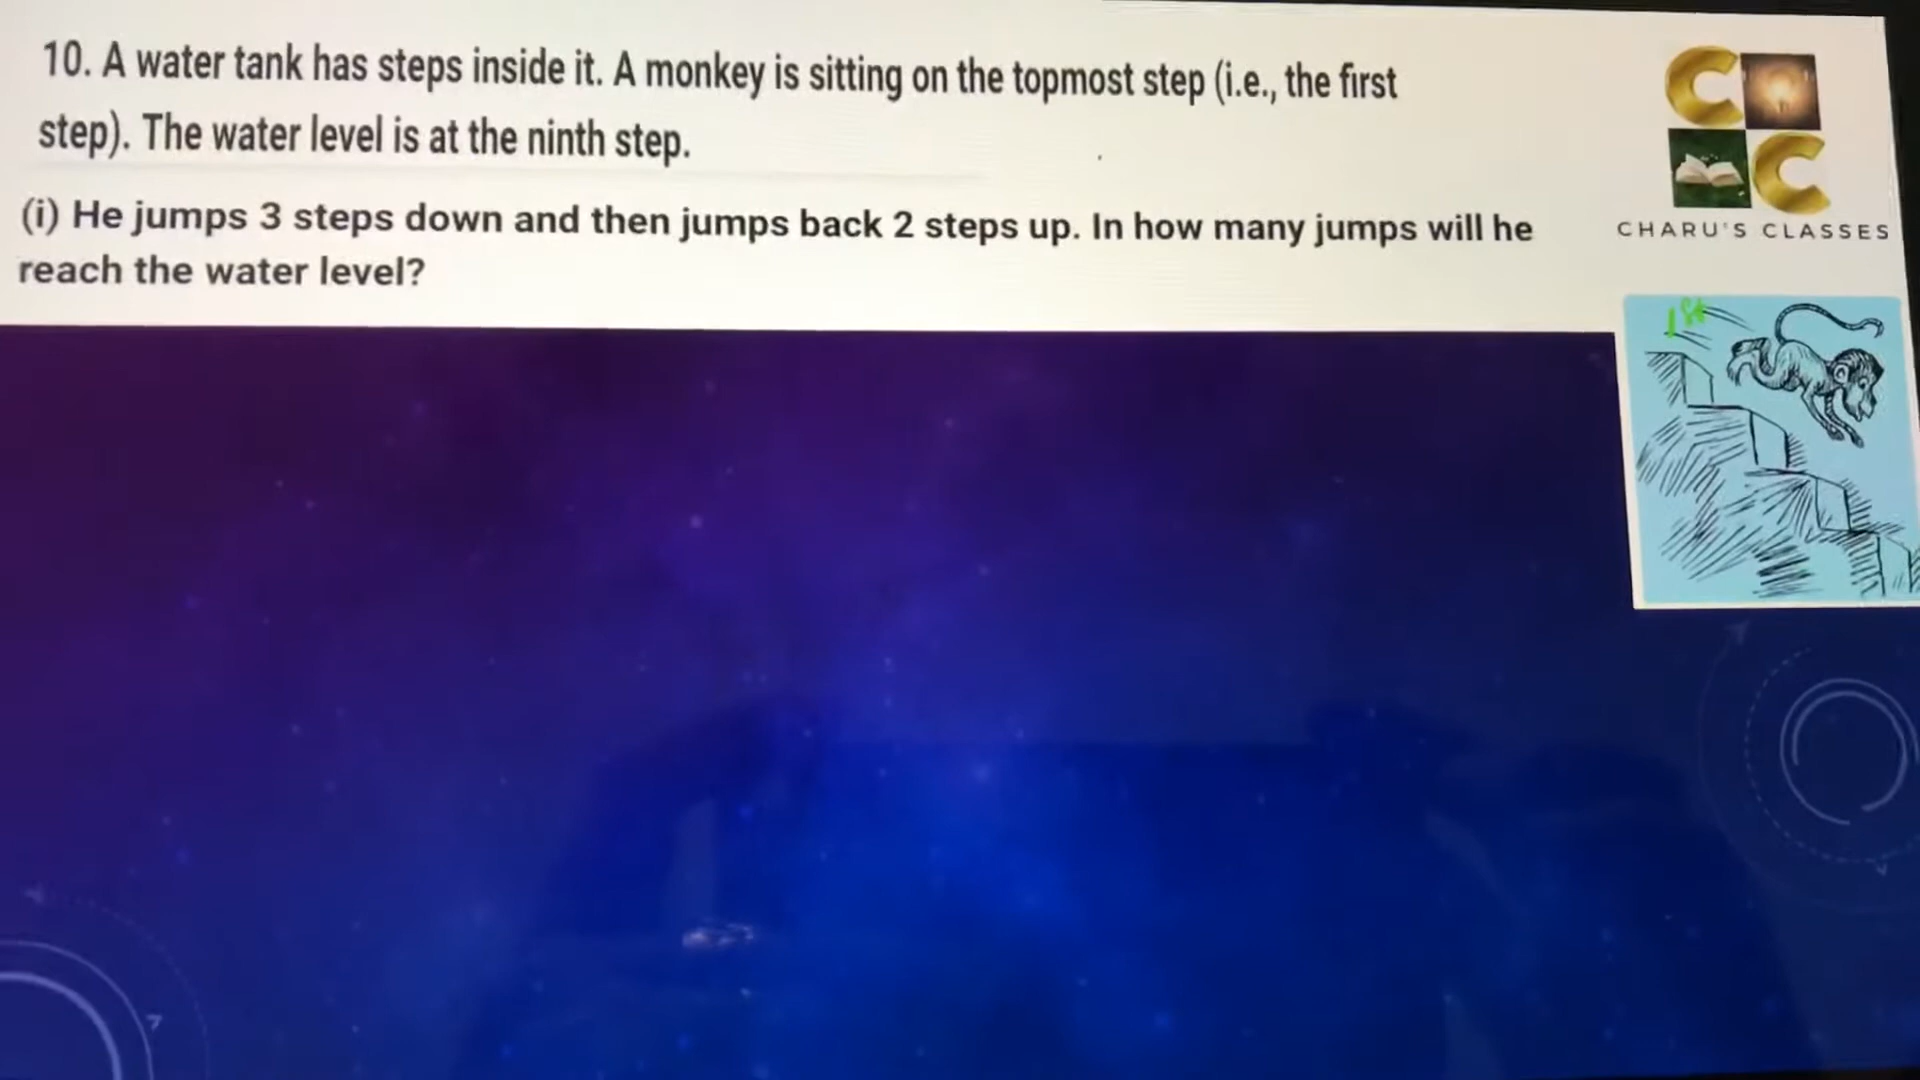 10. A water tank has steps inside it. A monkey is sitting on the topmost step (i.e., the first
step). The water level is at the ninth step.
(i) He jumps 3 steps down and then jumps back 2 steps up. In how many jumps will he
reach the water level?
C
C
CHARU'S CLASSES
1st